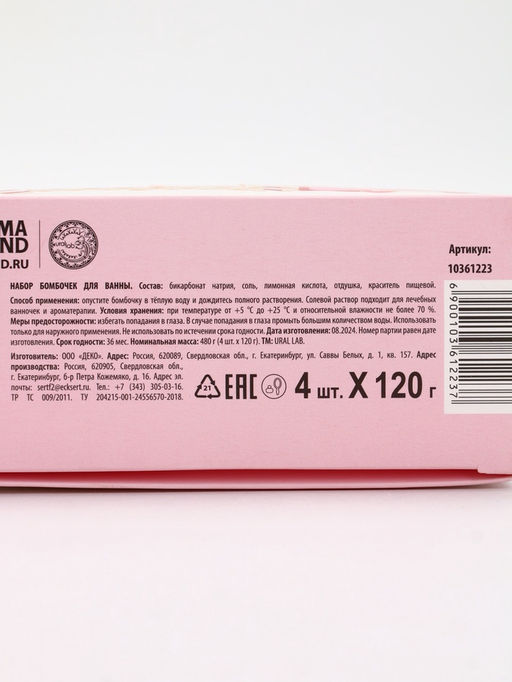 MA
ND
D.RU
ural lab
Артикул:
10361223
НАБОР БОМБОЧЕК ДЛЯ ВАННЫ. Состав: бикарбонат натрия, соль, лимонная кислота, отдушка, краситель пищевой.
Способ применения: опустите бомбочку в тёплую воду и дождитесь полного растворения. Солевой раствор подходит для лечебных
ванночек и ароматерапии. Условия хранения: при температуре от +5 °С до +25 °С и относительной влажности не более 70 %.
Меры предосторожности: избегать попадания в глаза. В случае попадания в глаза промыть большим количеством воды. Использовать
только для наружного применения. Не использовать по истечении срока годности. Дата изготовления: 08.2024. Номер партии равен дате
изготовления. Срок годности: 36 мес. Номинальная масса: 480 г (4 шт. х 120 г). ТМ: URAL LAB.
Изготовитель: ООО «ДЕКО». Адрес: Россия, 620089, Свердловская обл., г. Екатеринбург, ул. Саввы Белых, д. 1, кв. 157. Адрес
производства: Россия, 620905, Свердловская обл.,
г. Екатеринбург, б-р Петра Кожемяко, д. 16. Адрес эл.
почты: sertf2@ecksert.ru. Тел.: +7 (343) 305-03-16.
ТР ТС 009/2011. ТУ 204215-001-24556570-2018.
21 EAC 4 шт. X 120 г
6900103612237